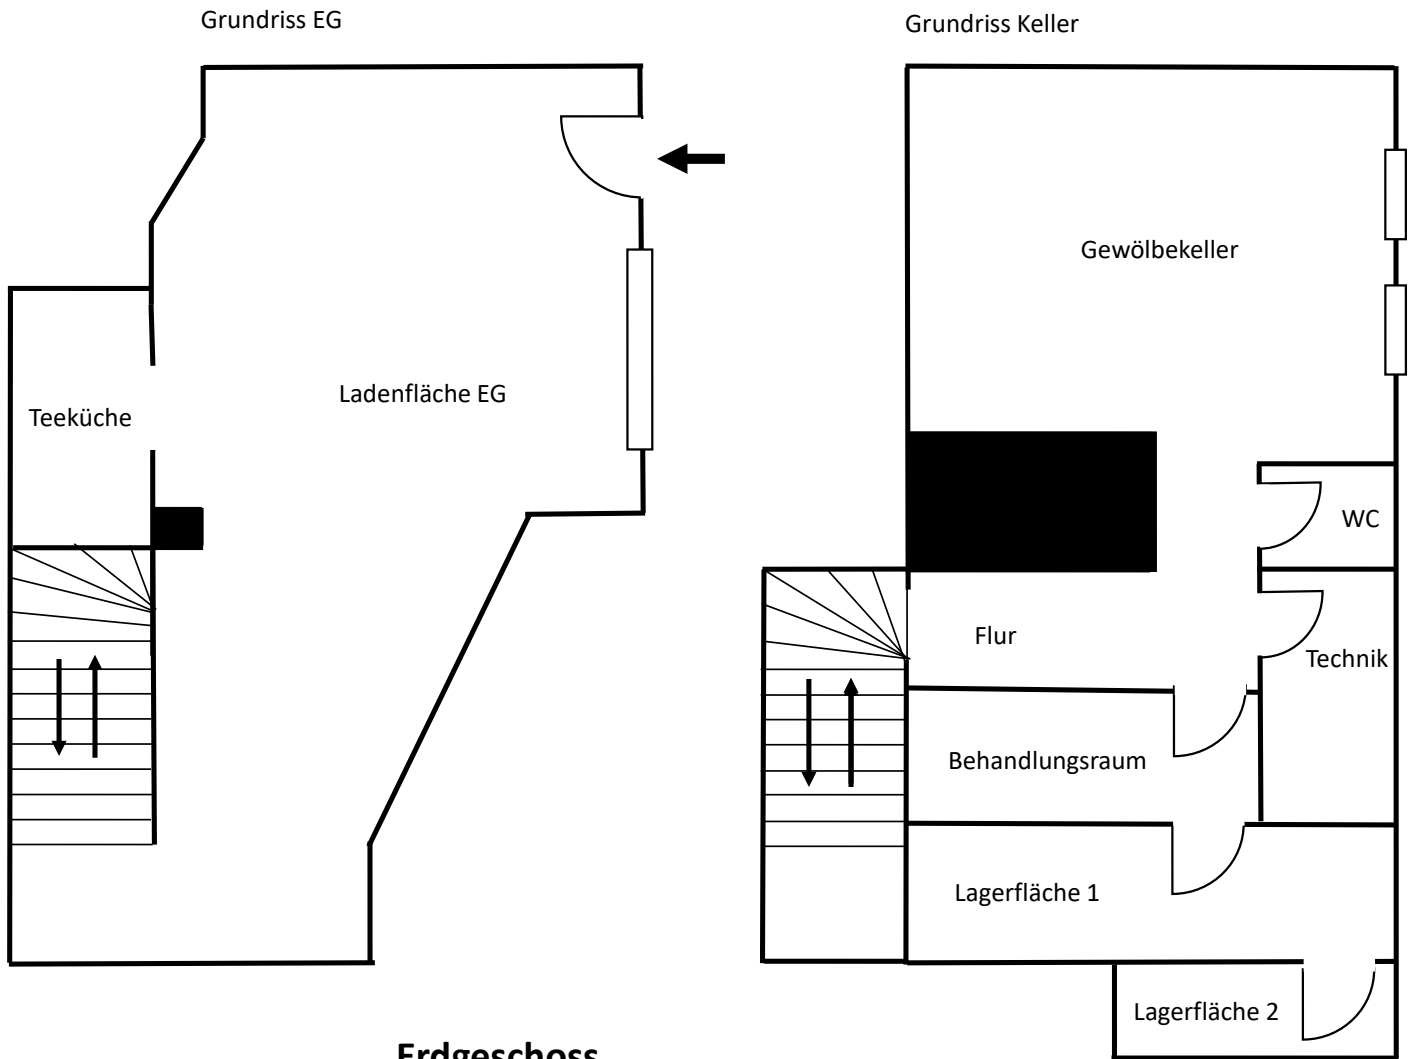 Grundriss EG
Grundriss Keller
Gewölbekeller
Ladenfläche EG
Teeküche
WC
Flur
Technik
Behandlungsraum
Lagerfläche 1
Lagerfläche 2
Erdgeschoss